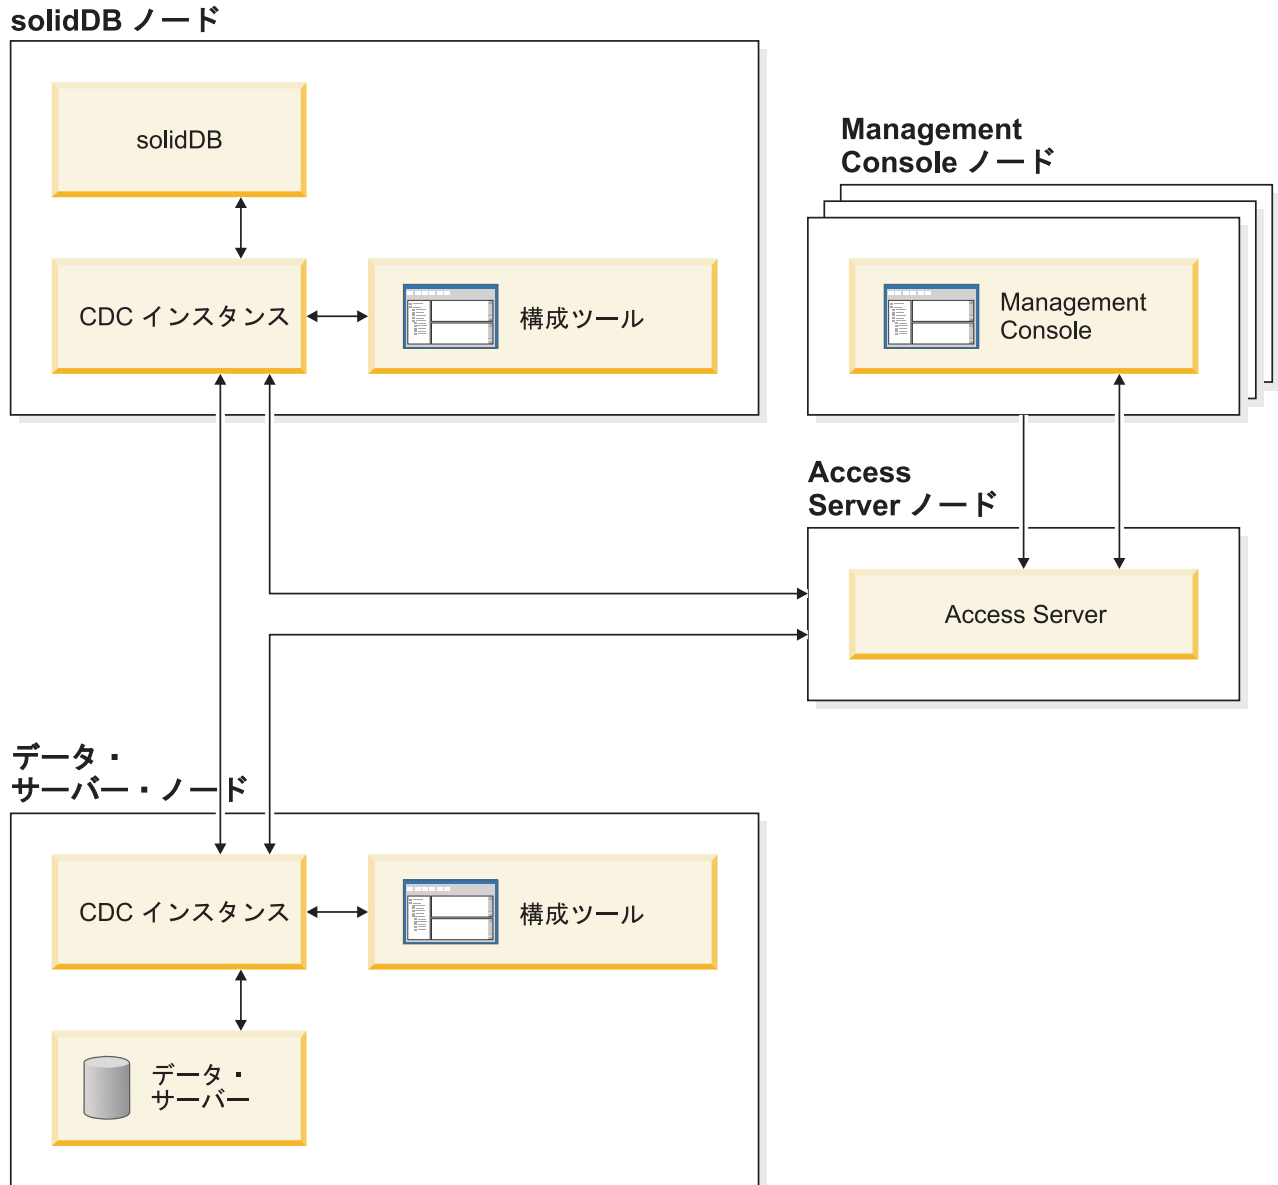 solidDB ノード
solidDB
CDC インスタンス
構成ツール
Management
Console ノード
Management
Console
Access
Server ノード
Access Server
データ・
サーバー・ノード
CDC インスタンス
構成ツール
データ・
サーバー